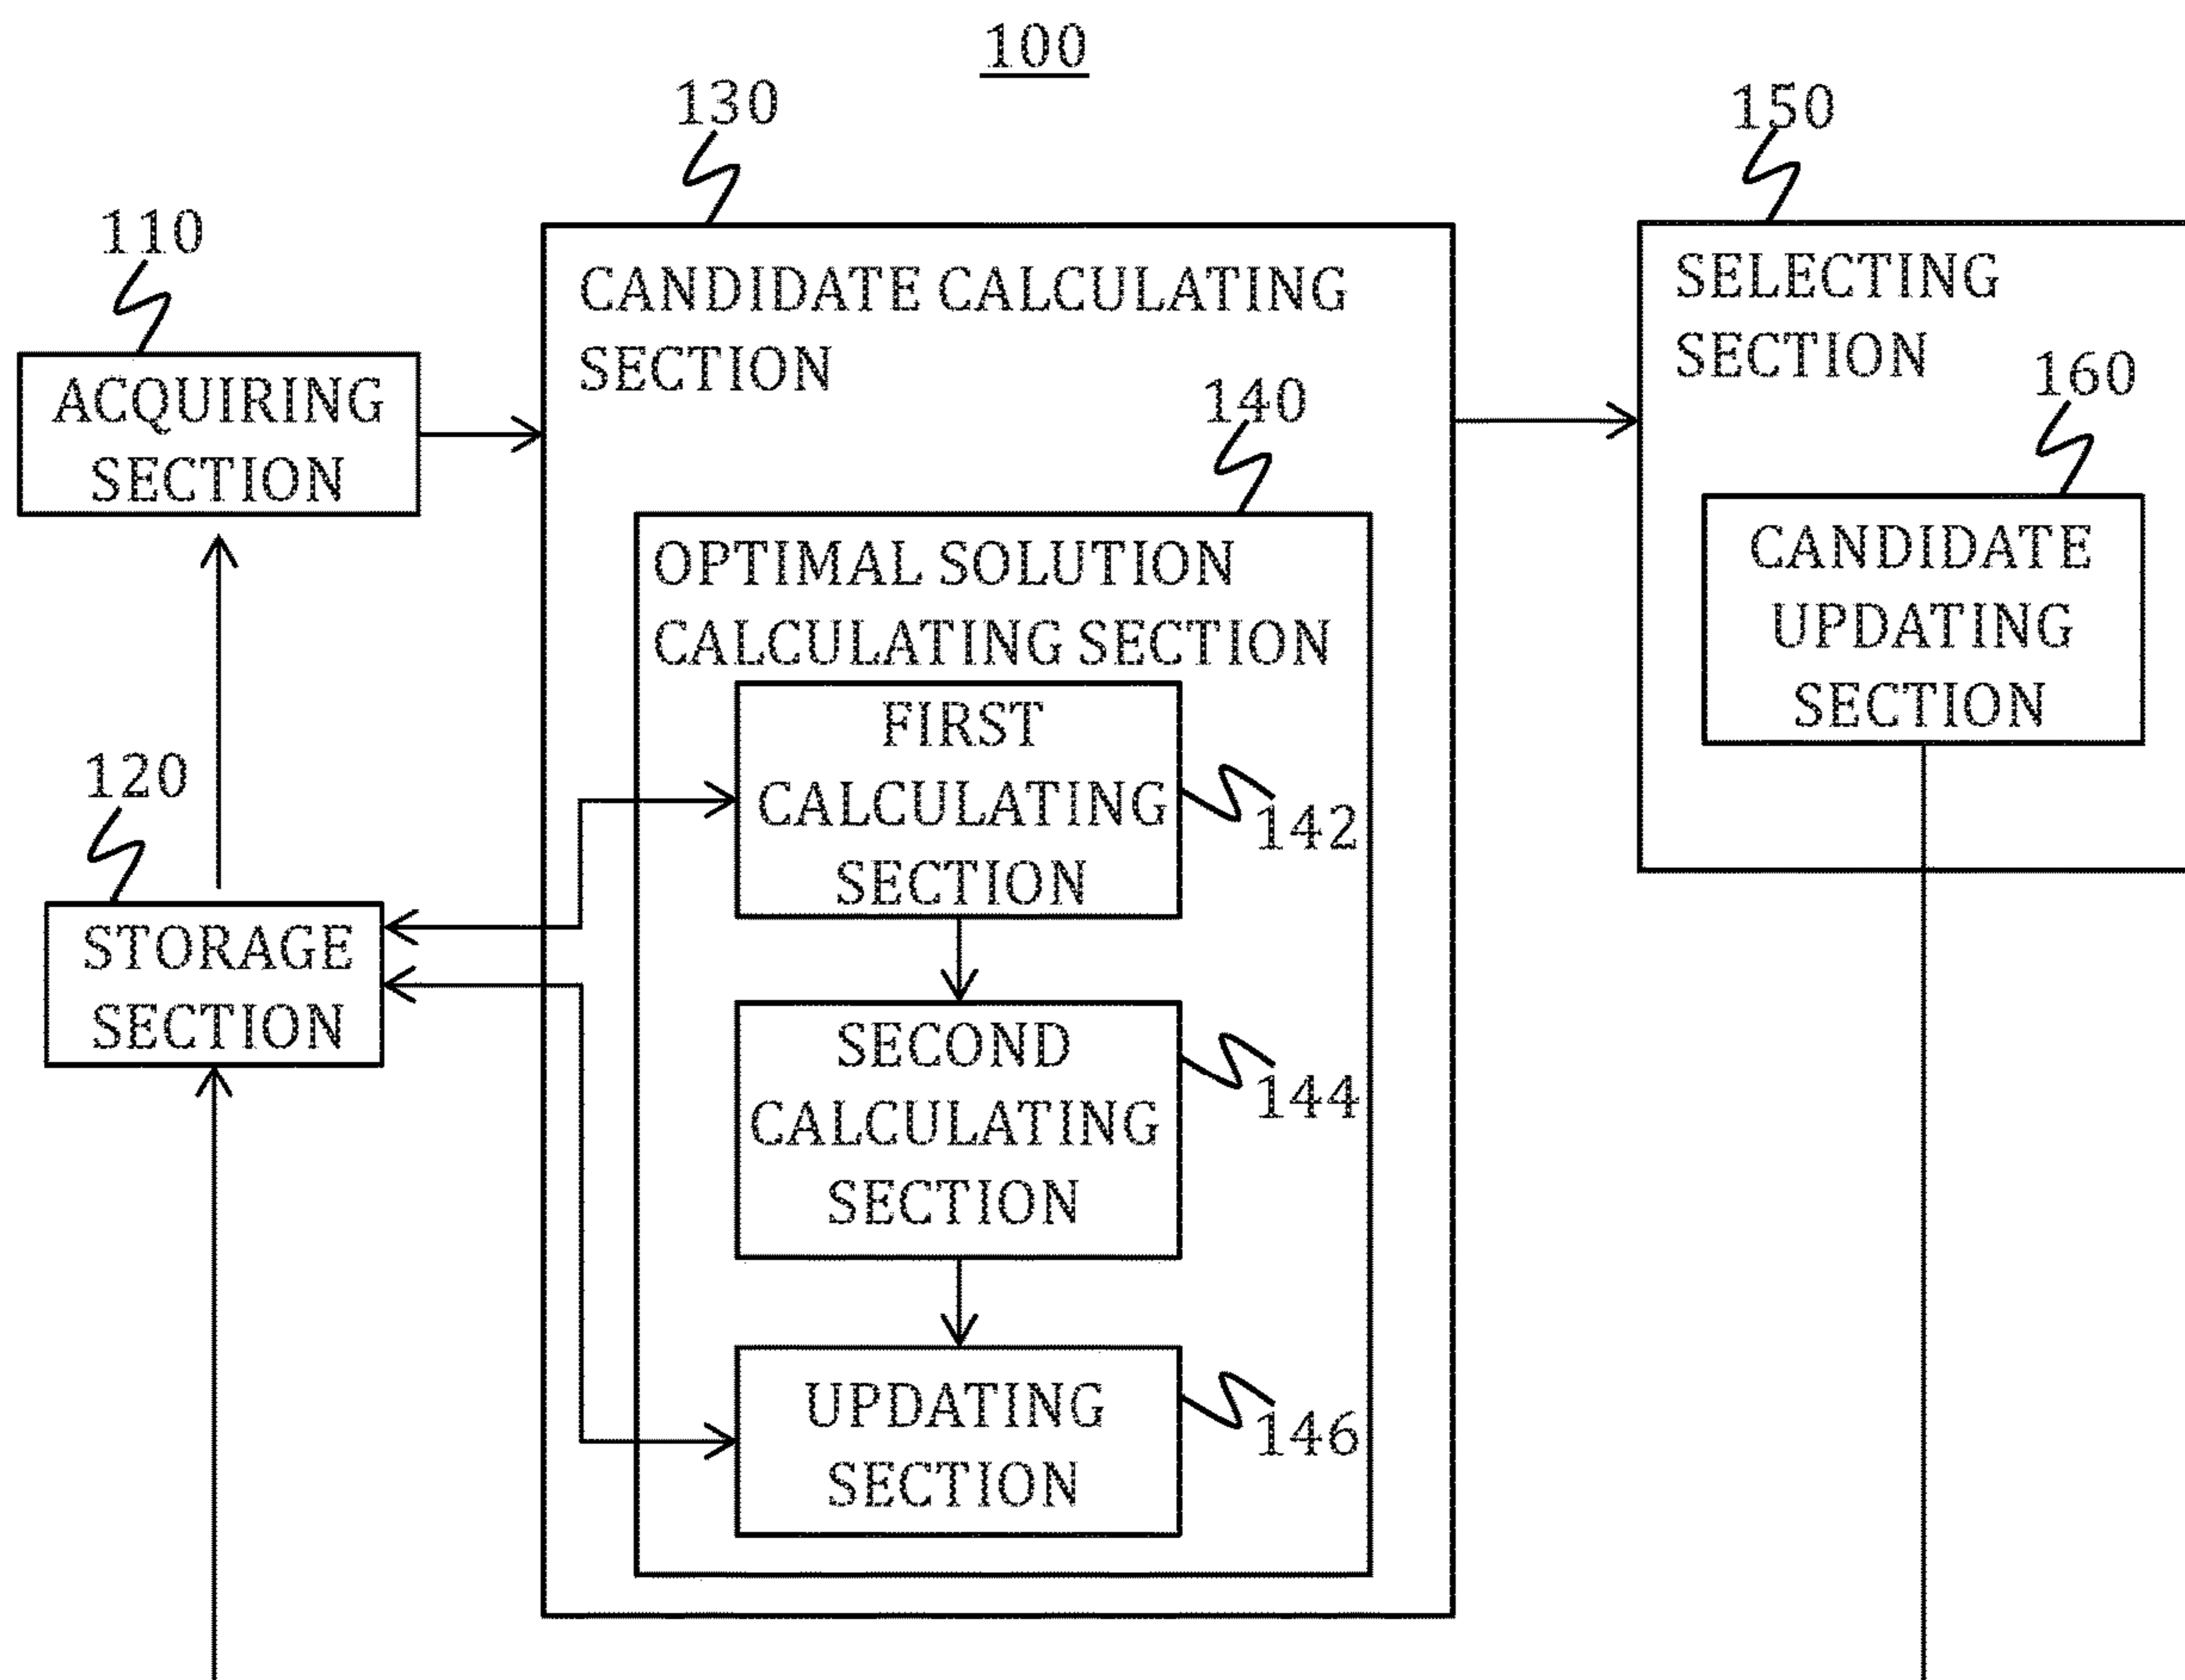 100
130
150
110
CANDIDATE CALCULATING
SECTION
SELECTING
SECTION
ACQUIRING
SECTION
140
160
OPTIMAL SOLUTION
CALCULATING SECTION
CANDIDATE
UPDATING
SECTION
FIRST
CALCULATING
SECTION
142
120
STORAGE
SECTION
SECOND
CALCULATING
SECTION
144
UPDATING
SECTION
146